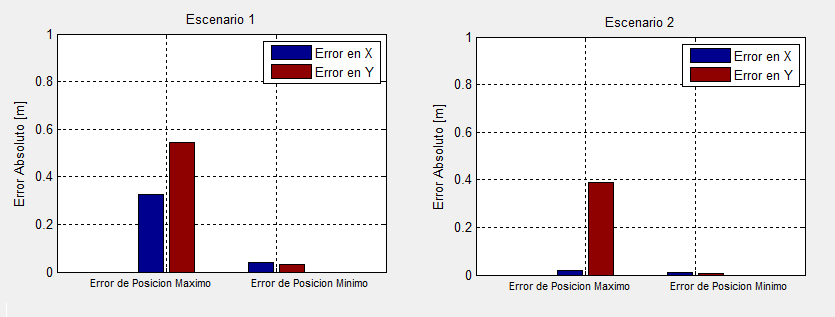 Escenario 1
Error Absoluto [m]
1
0.8
0.6
0.4
0.2
0
Error en X
Error en Y
Error de Posicion Maximo
Error de Posicion Minimo
Escenario 2
Error Absoluto [m]
1
0.8
0.6
0.4
0.2
0
Error en X
Error en Y
Error de Posicion Maximo
Error de Posicion Minimo